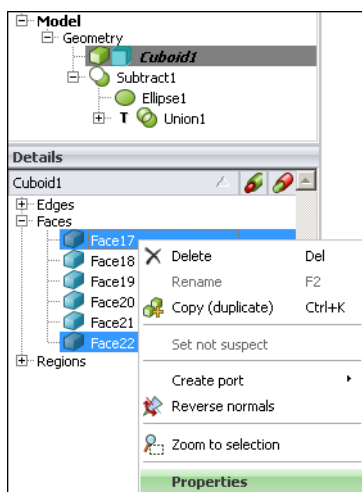 Model
Geometry
Cuboid1
Subtract1
Ellipse1
T Union1
Details
Cuboid1
Edges
Faces
Face17
Face18
Face19
Face20
Face21
Face22
Regions
Delete Del
Rename F2
Copy (duplicate) Ctrl+K
Set not suspect
Create port
Reverse normals
Zoom to selection
Properties